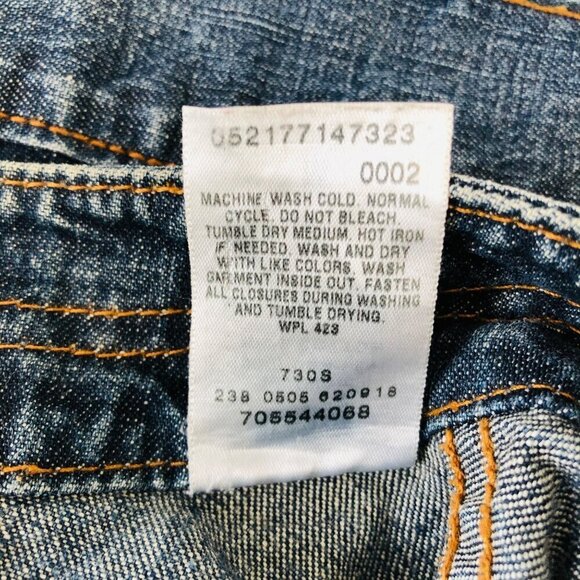 052177147323
0002
MACHINE WASH COLD. NORMAL
CYCLE. DO NOT BLEACH.
TUMBLE DRY MEDIUM. HOT IRON
IF NEEDED. WASH AND DRY
WITH LIKE COLORS. WASH
GARMENT INSIDE OUT. FASTEN
ALL CLOSURES DURING WASHING
AND TUMBLE DRYING.
WPL 423
730S
238 0505 620918
705544068